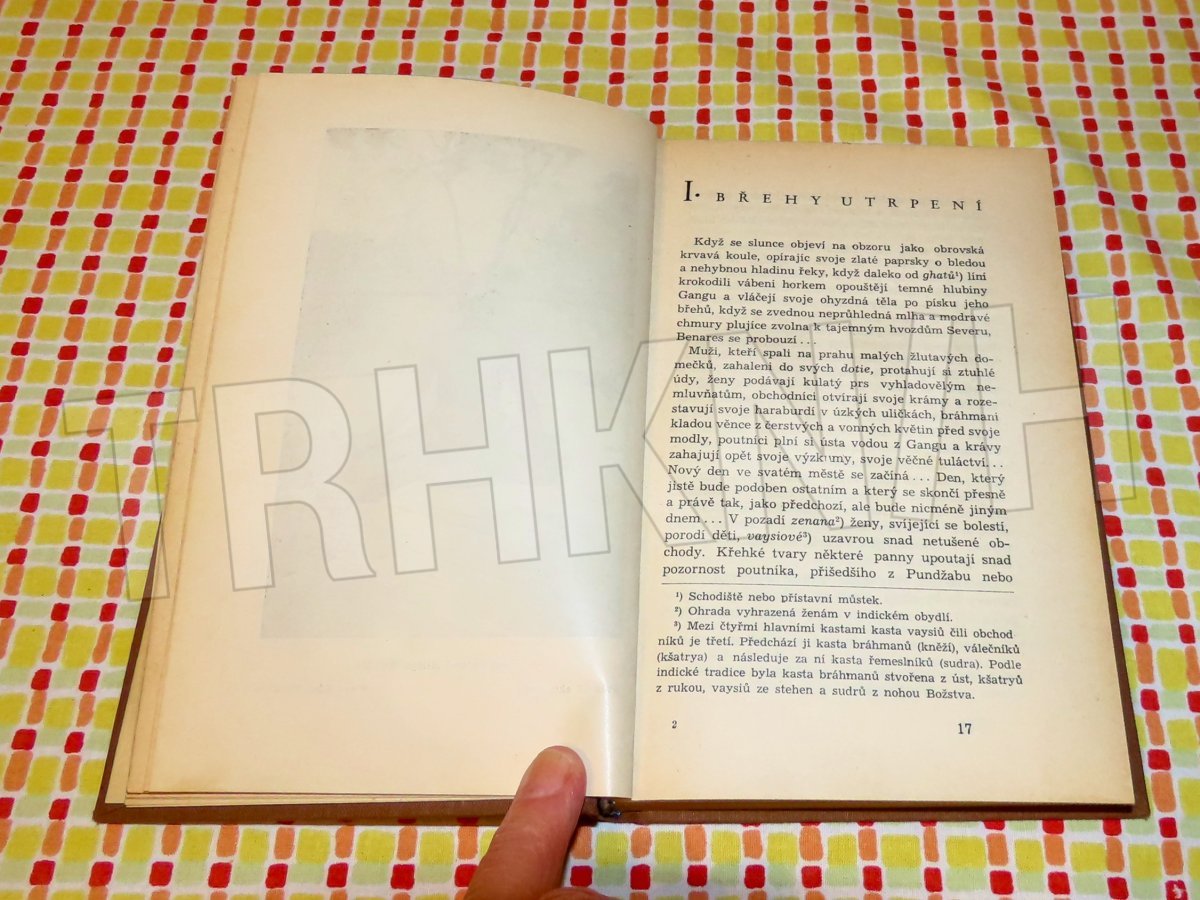 I. BŘEHY UTRPENÍ
Když se slunce objeví na obzoru jako obrovská
krvavá koule, opírajíc svoje zlaté paprsky o bledou
a nehybnou hladinu řeky, když daleko od ghatů¹) líní
krokodili vábeni horkem opouštějí temné hlubiny
Gangu a vláčejí svoje ohyzdná těla po písku jeho
břehů, když se zvednou neprůhledná mlha a modravé
chmury plujíce zvolna k tajemným hvozdům Severu,
Benares se probouzí...
Muži, kteří spali na prahu malých žlutavých do-
mečků, zahaleni do svých dotie, protahují si ztuhlé
údy, ženy podávají kulatý prs vyhladovělým ne-
mluvňatům, obchodníci otvírají svoje krámy a roze-
stavují svoje haraburdí v úzkých uličkách, bráhmani
kladou věnce z čerstvých a vonných květin před svoje
modly, poutníci plní si ústa vodou z Gangu a krávy
zahajují opět svoje výzkumy, svoje věčné tuláctví...
Nový den ve svatém městě se začíná... Den, který
jistě bude podoben ostatním a který se skončí přesně
a právě tak, jako předchozí, ale bude nicméně jiným
dnem... V pozadí zenana²) ženy, svíjející se bolestí,
porodí děti, vaysiové³) uzavrou snad netušené ob-
chody. Křehké tvary některé panny upoutají snad
pozornost poutníka, přišedšího z Pundžabu nebo
¹) Schodiště nebo přístavní můstek.
²) Ohrada vyhrazená ženám v indickém obydlí.
³) Mezi čtyřmi hlavními kastami kasta vaysiů čili obchod
níků je třetí. Předchází ji kasta bráhmanů (kněží), válečníků
(kšatrya) a následuje za ní kasta řemeslníků (sudra). Podle
indické tradice byla kasta bráhmanů stvořena z úst, kšatryů
z rukou, vaysiů ze stehen a sudrů z nohou Božstva.
2 17
TRHKNIH